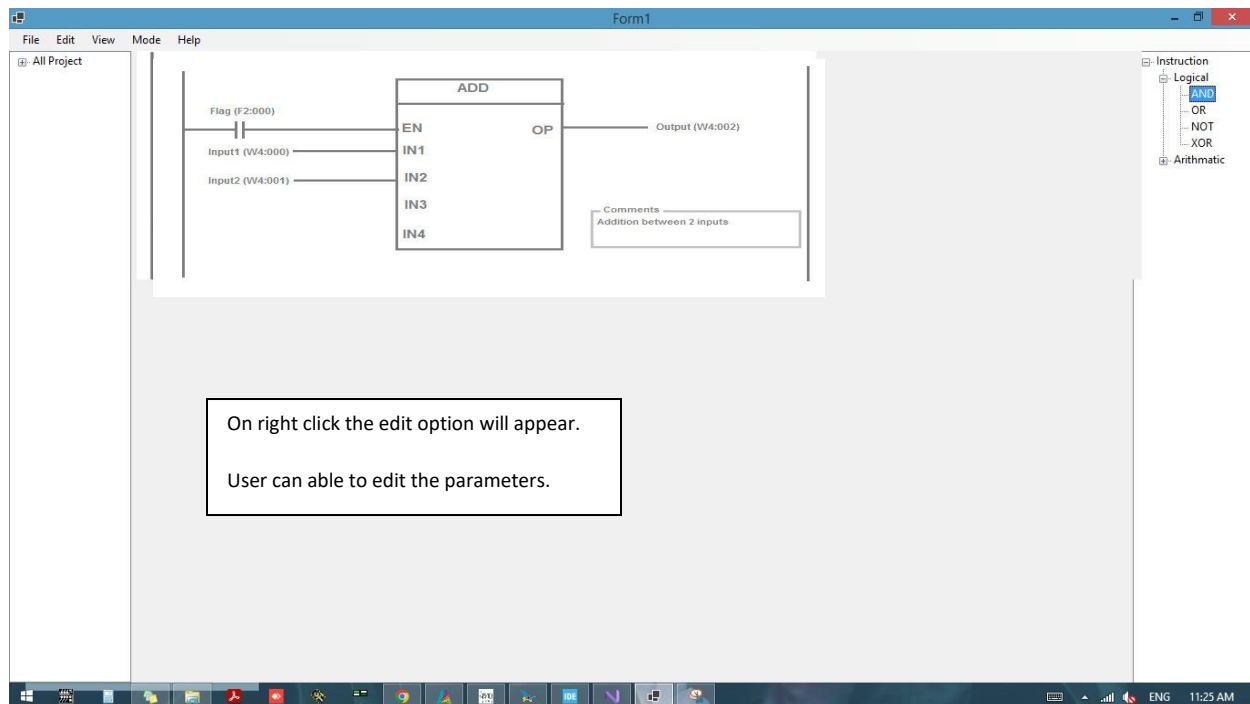 Form1
File Edit View Mode Help
All Project
ADD
Flag (F2:000)
EN OP Output (W4:002)
Input1 (W4:000) IN1
Input2 (W4:001) IN2
IN3
IN4
Comments
Addition between 2 inputs
Instruction
Logical
AND
OR
NOT
XOR
Arithmatic
On right click the edit option will appear.
User can able to edit the parameters.
IDE
ENG 11:25 AM